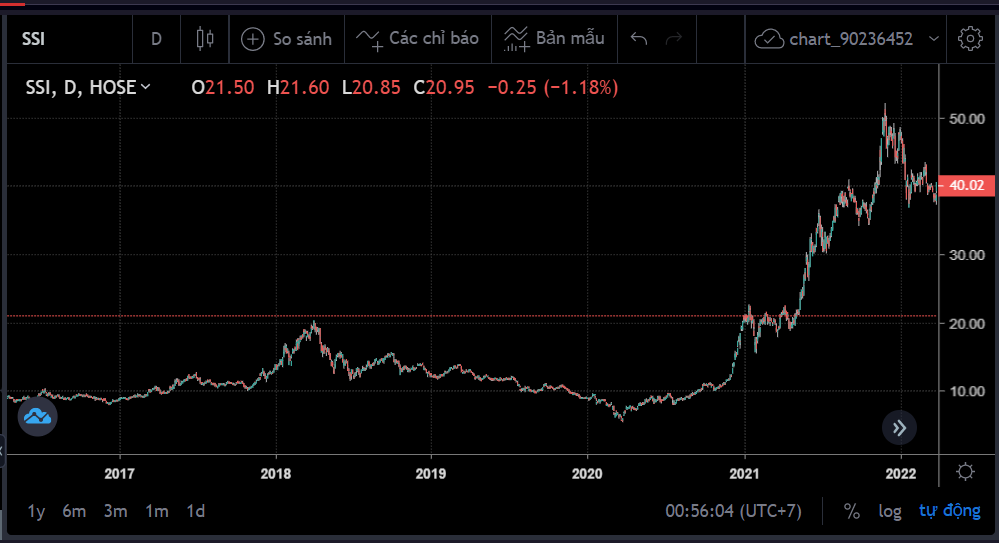 SSI D So sánh Các chỉ báo Bản mẫu chart_90236452
SSI, D, HOSE O21.50 H21.60 L20.85 C20.95 −0.25 (−1.18%)
50.00
40.02
30.00
20.00
10.00
2017 2018 2019 2020 2021 2022
1y 6m 3m 1m 1d 00:56:04 (UTC+7) % log tự động